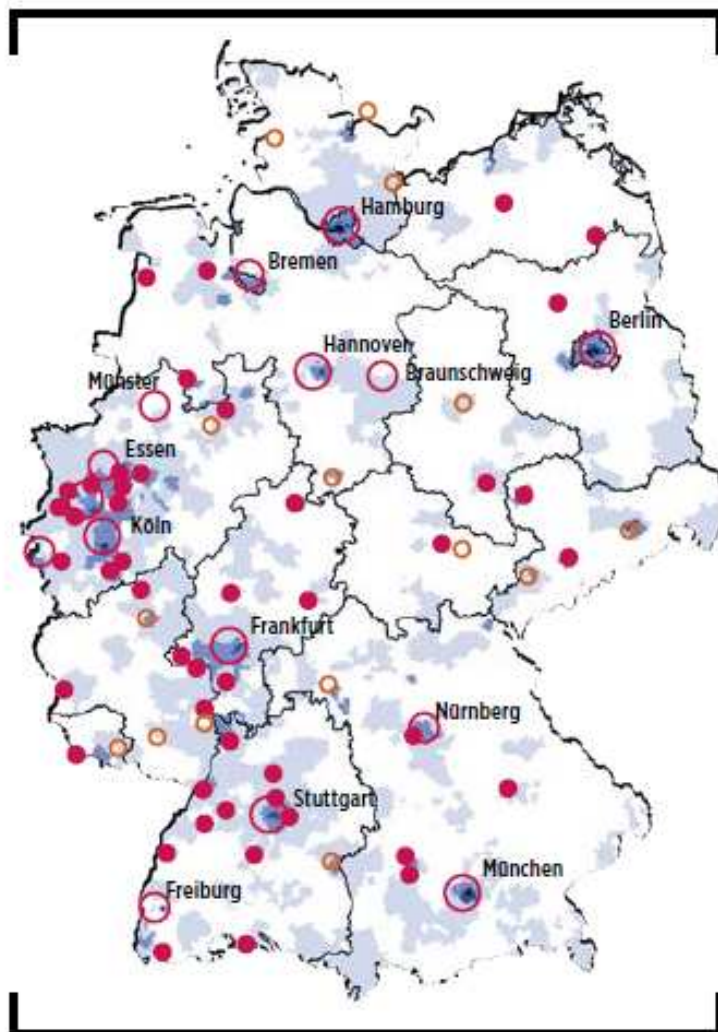 Hamburg
Bremen
Berlin
Hannover
Braunschweig
Münster
Essen
Köln
Frankfurt
Nürnberg
Stuttgart
München
Freiburg